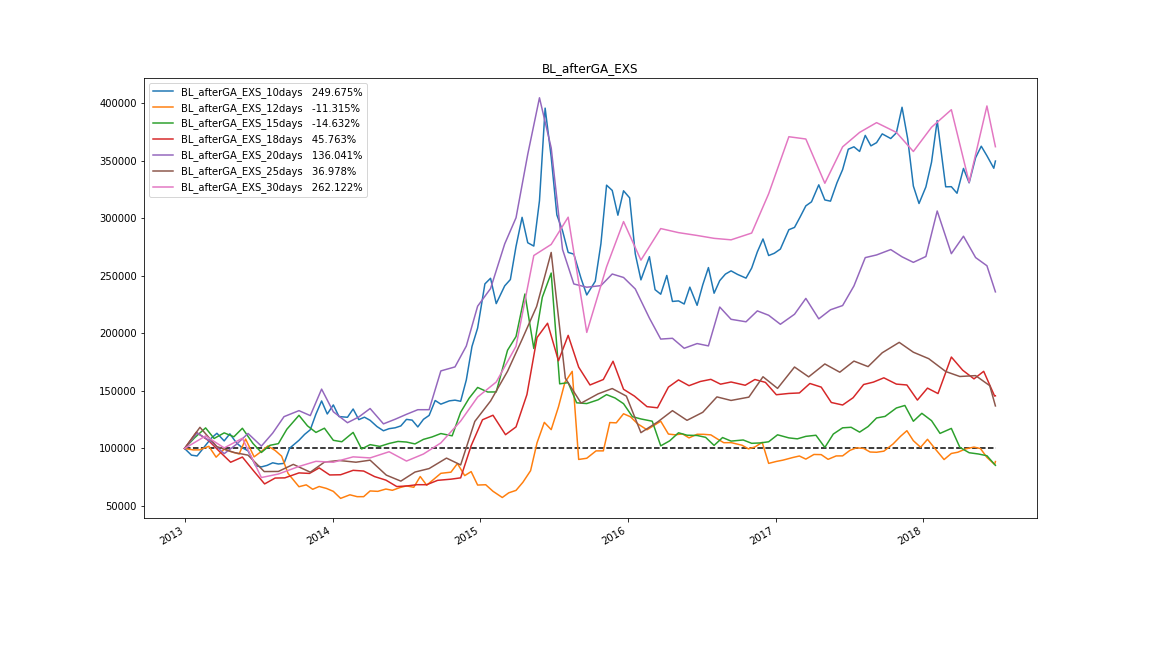 BL_afterGA_EXS
BL_afterGA_EXS_10days 249.675%
BL_afterGA_EXS_12days -11.315%
BL_afterGA_EXS_15days -14.632%
BL_afterGA_EXS_18days 45.763%
BL_afterGA_EXS_20days 136.041%
BL_afterGA_EXS_25days 36.978%
BL_afterGA_EXS_30days 262.122%
400000
350000
300000
250000
200000
150000
100000
50000
2013 2014 2015 2016 2017 2018